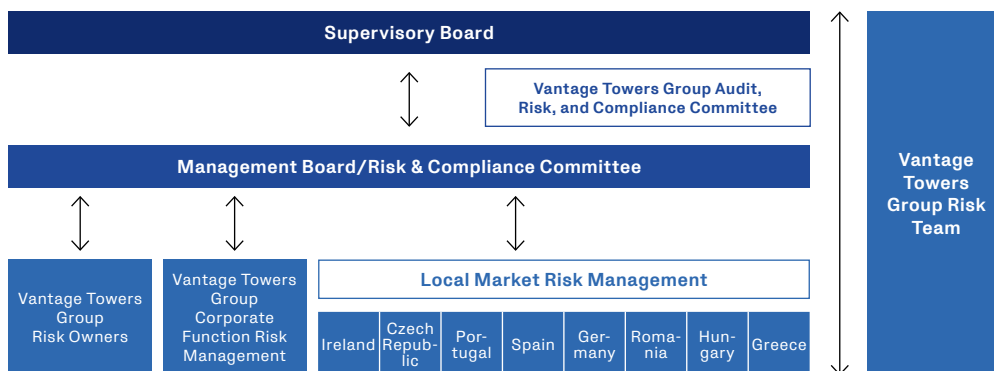 Supervisory Board
Vantage Towers Group Audit,
Risk, and Compliance Committee
Management Board/Risk & Compliance Committee
Vantage
Towers
Group Risk
Team
Vantage Towers
Group
Risk Owners
Vantage Towers
Group
Corporate
Function Risk
Management
Local Market Risk Management
Ireland
Czech
Repub-
lic
Por-
tugal
Spain
Ger-
many
Roma-
nia
Hun-
gary
Greece